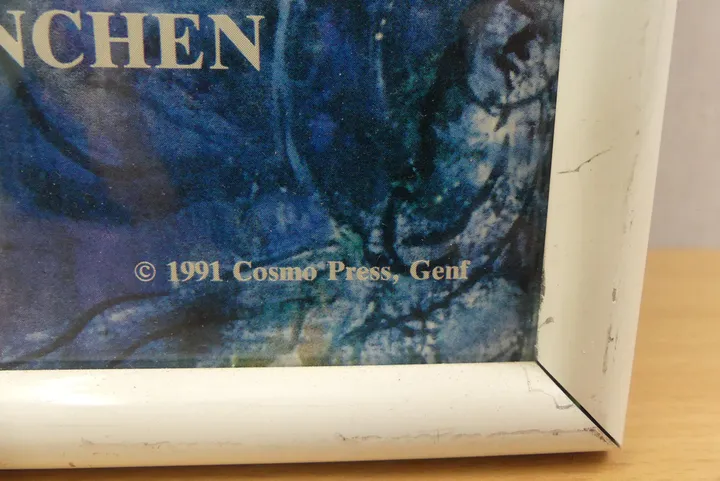 NCHEN
© 1991 Cosmo Press, Genf